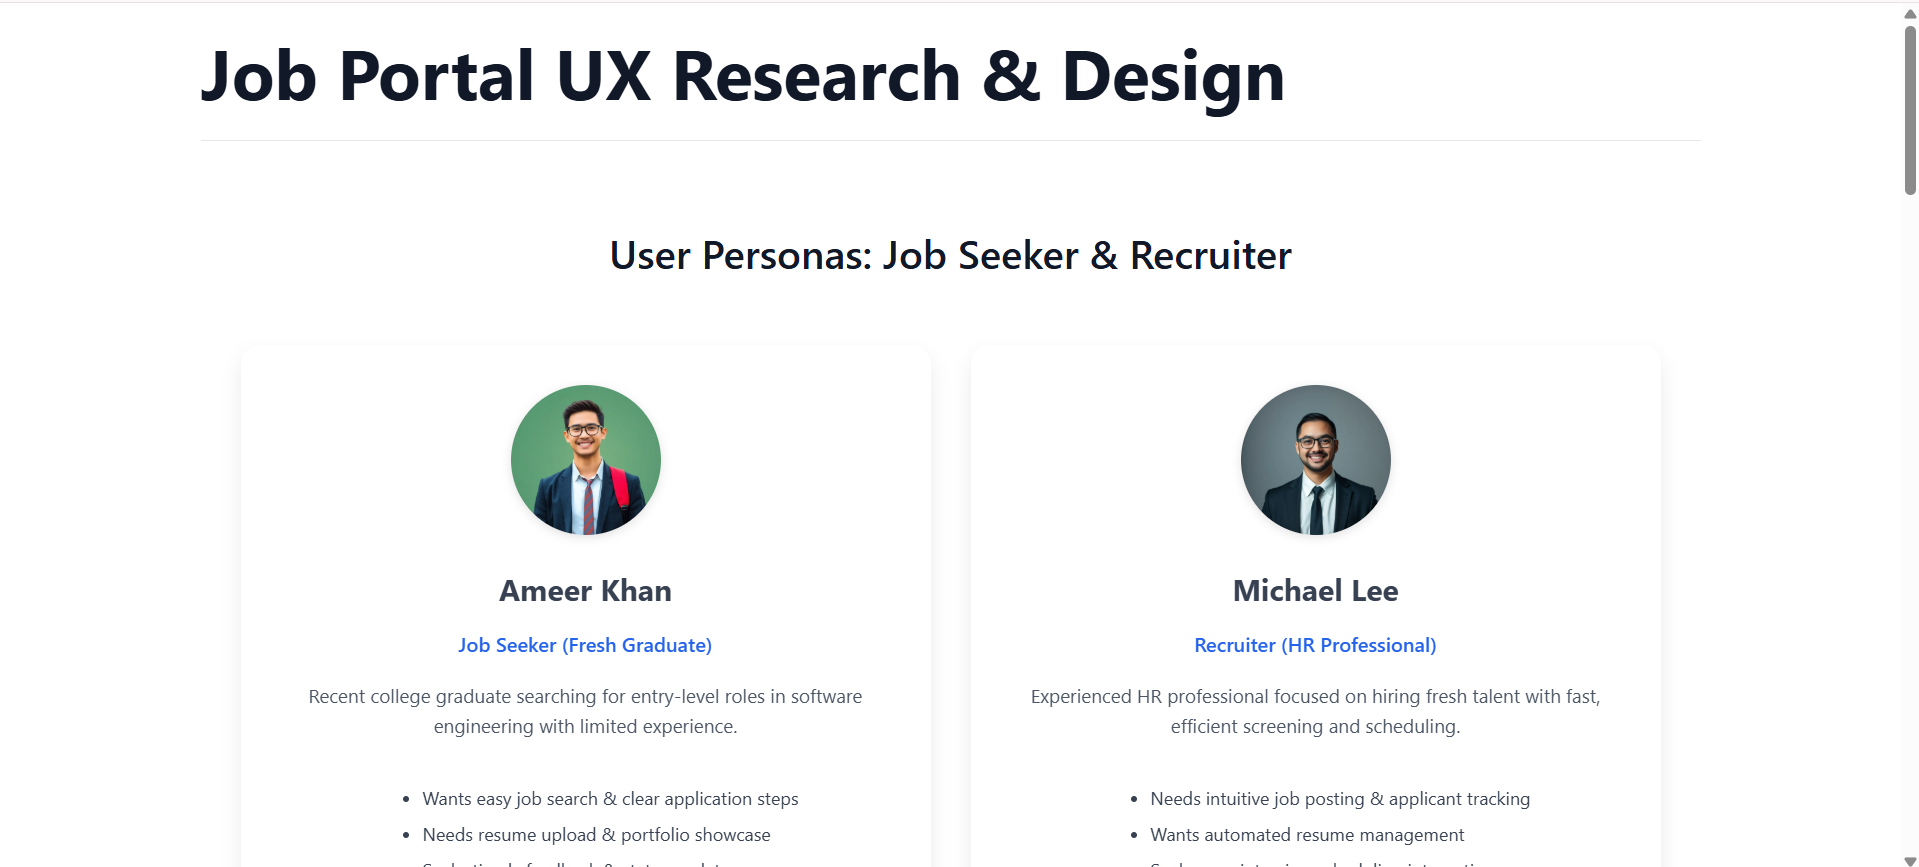 Job Portal UX Research & Design
User Personas: Job Seeker & Recruiter
Ameer Khan
Job Seeker (Fresh Graduate)
Recent college graduate searching for entry-level roles in software
engineering with limited experience.
• Wants easy job search & clear application steps
• Needs resume upload & portfolio showcase
Michael Lee
Recruiter (HR Professional)
Experienced HR professional focused on hiring fresh talent with fast,
efficient screening and scheduling.
• Needs intuitive job posting & applicant tracking
• Wants automated resume management